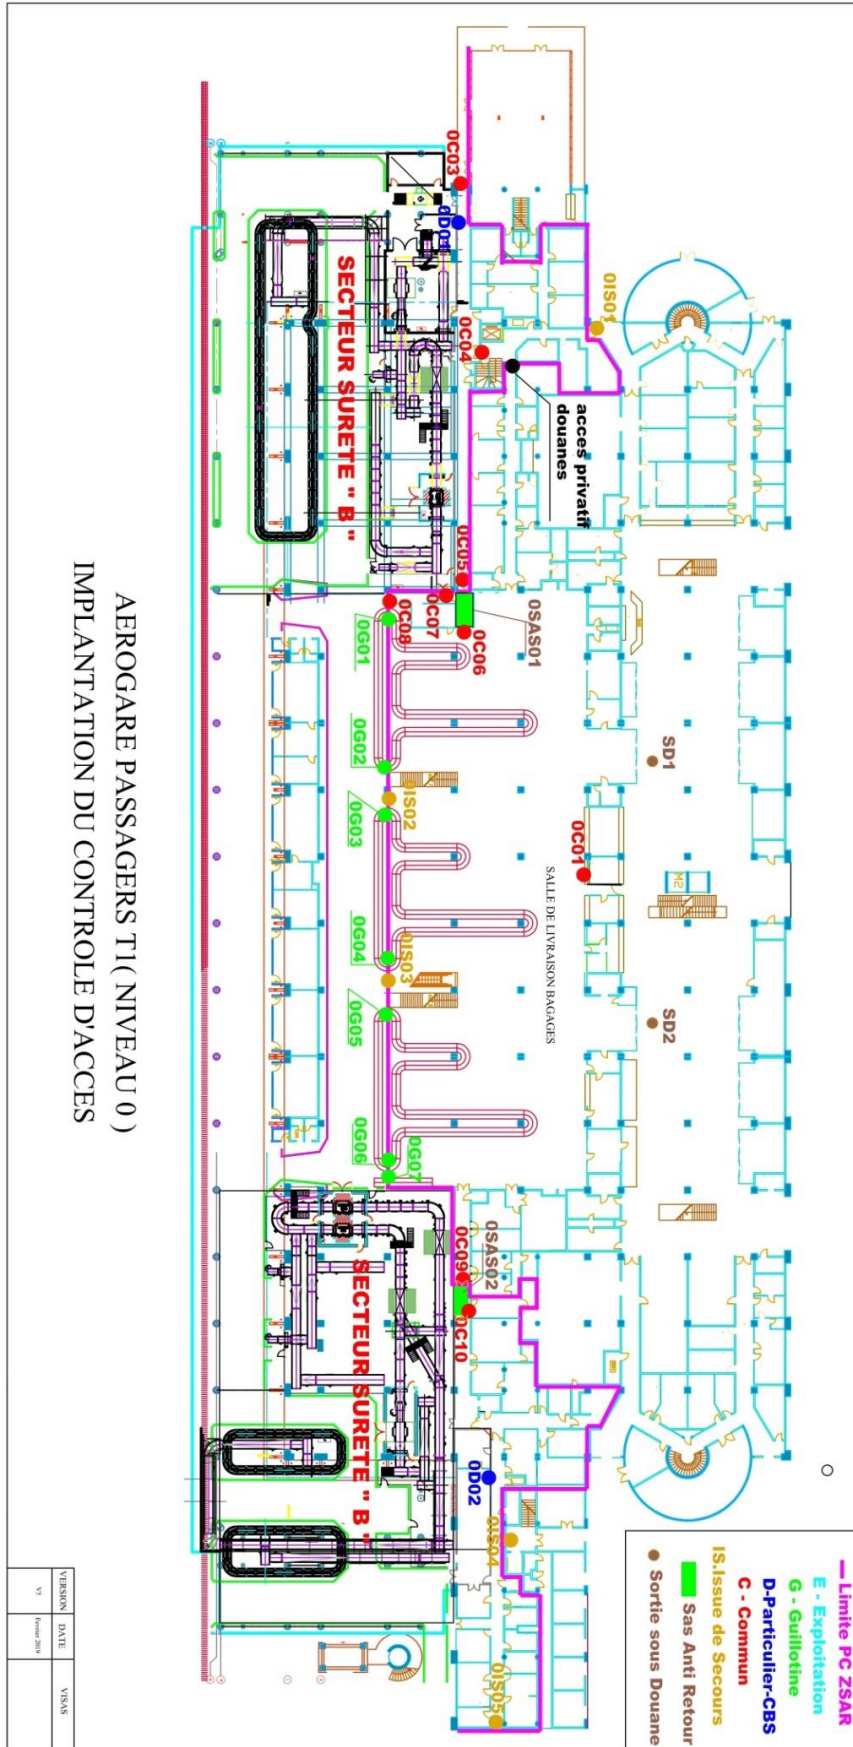 0C03
0D01
SECTEUR SURETE " B "
0IS01
0C04
acces privatif
douanes
0C05
0SAS01
0C07
0C08
0C06
0G01
0G02
SD1
0IS02
0G03
0C01
M2
SALLE DE LIVRAISON BAGAGES
0G04
0IS03
0G05
SD2
0G06
0G07
0SAS02
0C09
0C10
SECTEUR SURETE " B "
0D02
0IS04
0IS05
AEROGARE PASSAGERS T1( NIVEAU 0 )
IMPLANTATION DU CONTROLE D'ACCES
Limite PC ZSAR
E - Exploitation
G - Guillotine
D-Particulier-CBS
C - Commun
IS.Issue de Secours
Sas Anti Retour
Sortie sous Douane
VERSION DATE VISAS
Fevrier 2019